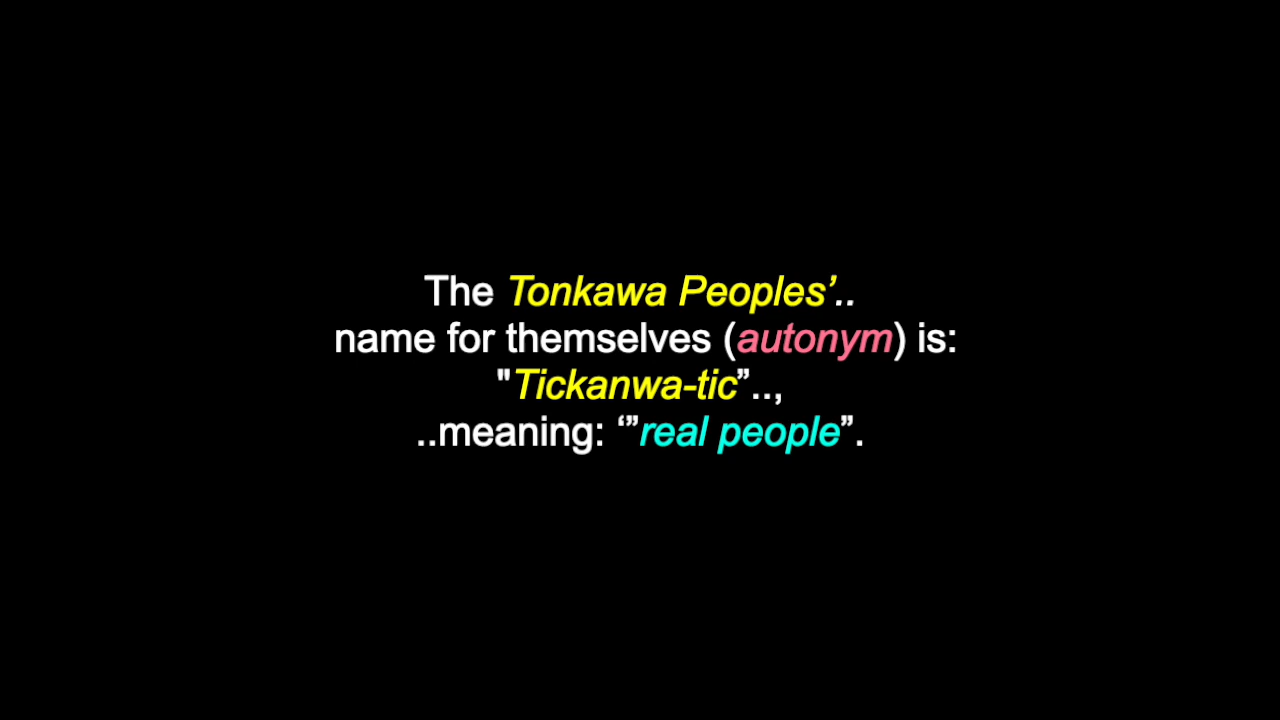 The Tonkawa Peoples’..
name for themselves (autonym) is:
"Tickanwa-tic”..,
..meaning: ‘”real people”.